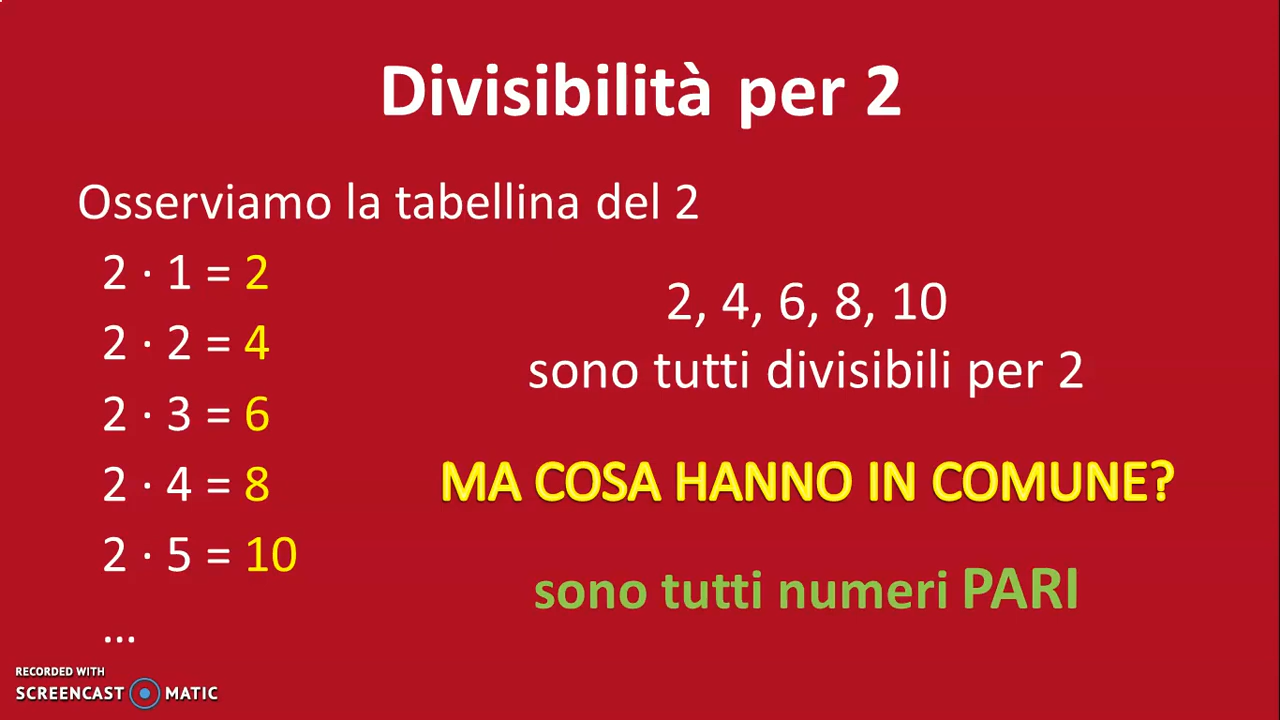 Divisibilità per 2
Osserviamo la tabellina del 2
2 · 1 = 2
2 · 2 = 4
2 · 3 = 6
2 · 4 = 8
2 · 5 = 10
...
2, 4, 6, 8, 10
sono tutti divisibili per 2
MA COSA HANNO IN COMUNE?
sono tutti numeri PARI
RECORDED WITH
SCREENCAST MATIC